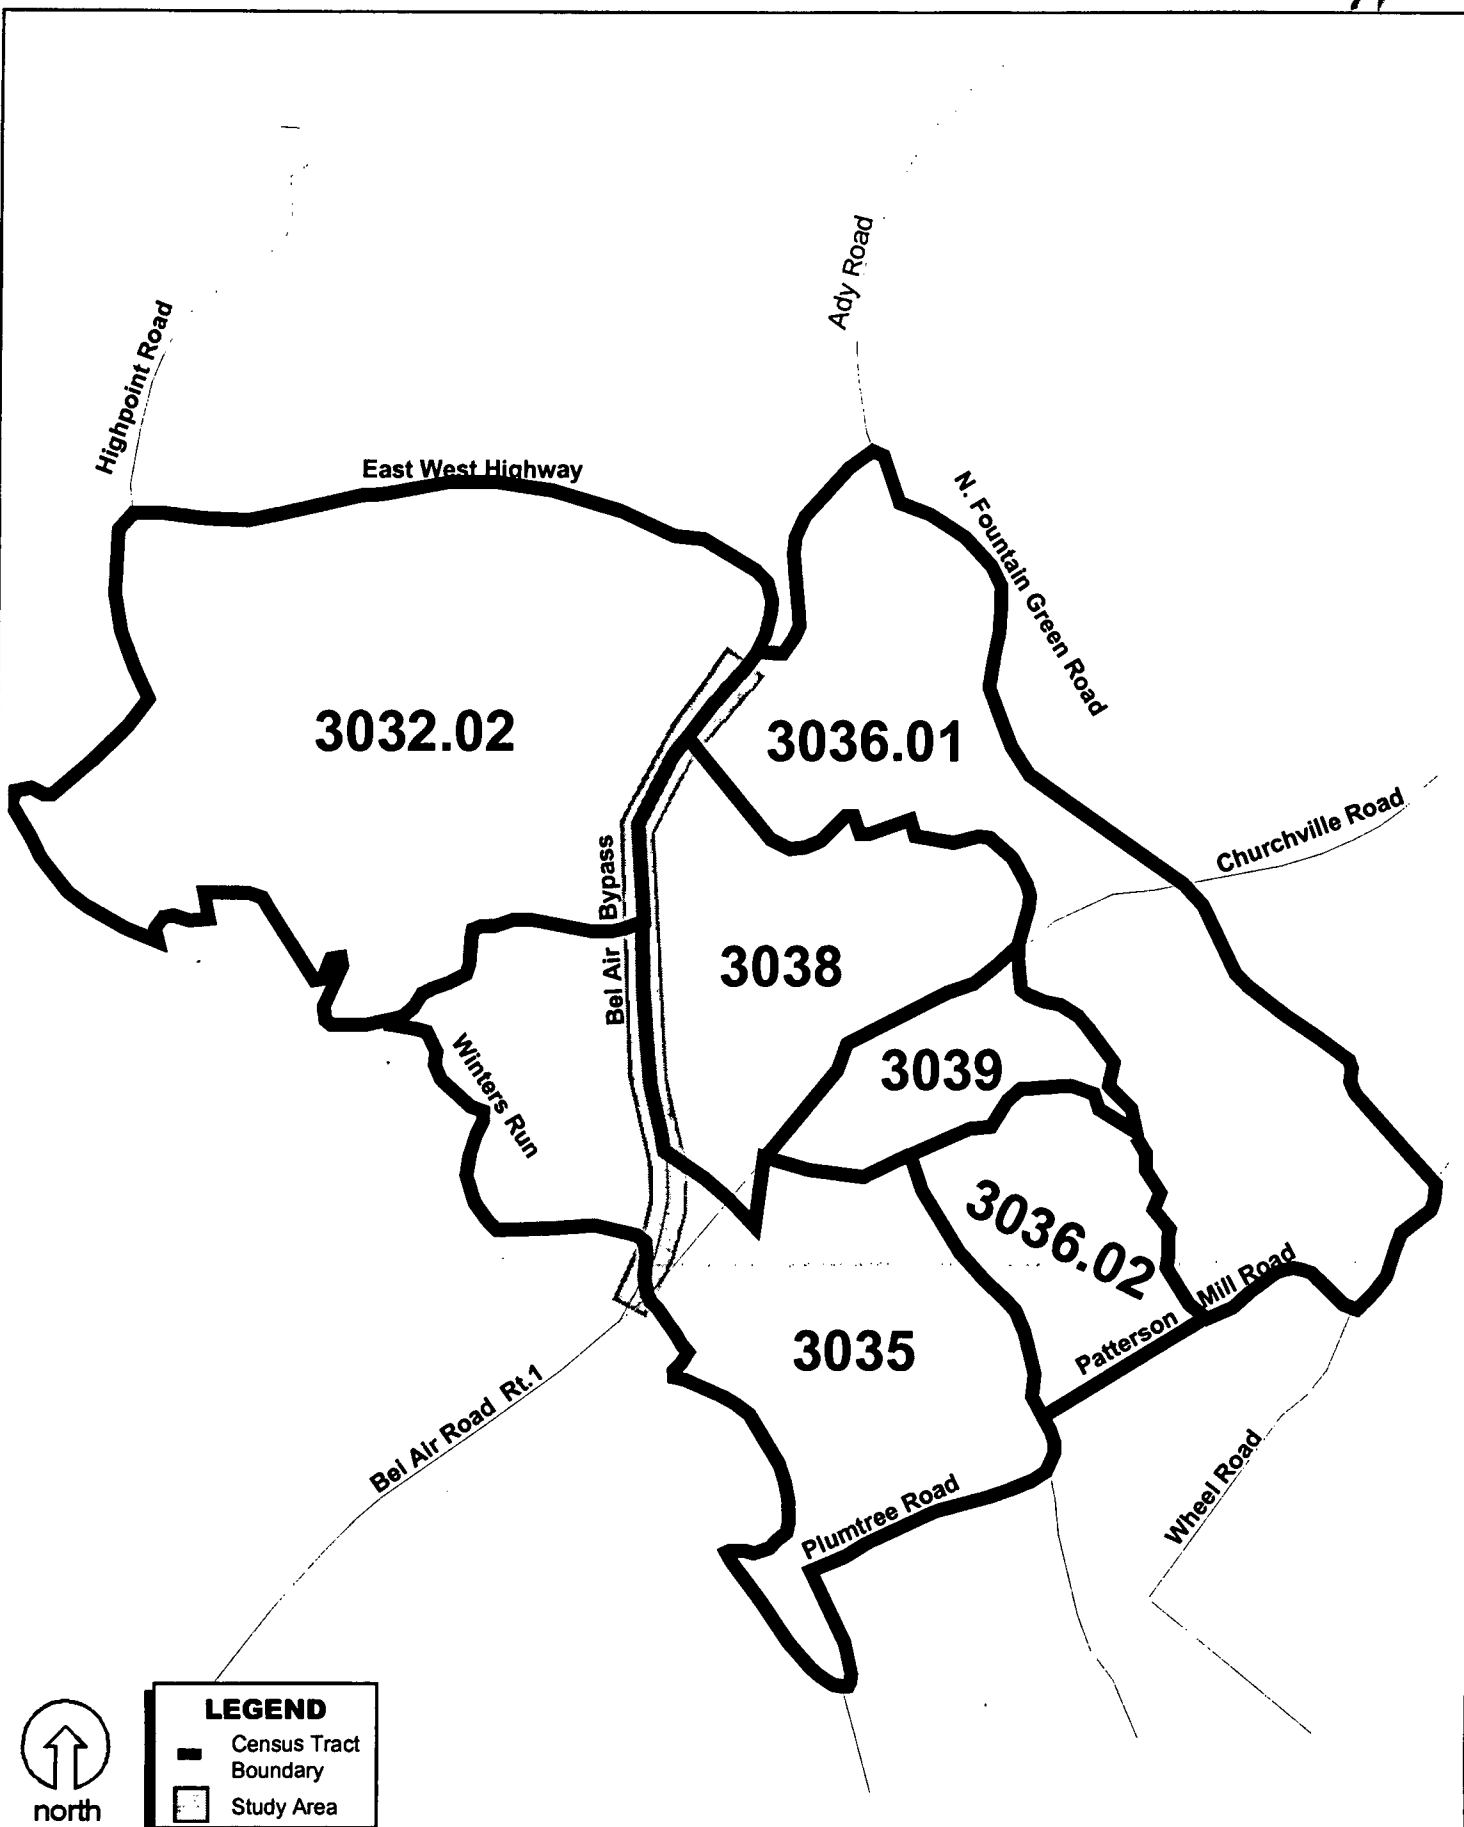 Ady Road
Highpoint Road
East West Highway
N. Fountain Green Road
3032.02
3036.01
Churchville Road
Bel Air Bypass
3038
Winters Run
3039
3036.02
Patterson Mill Road
3035
Bel Air Road Rt.1
Plumtree Road
Wheel Road
LEGEND
Census Tract
Boundary
Study Area
north